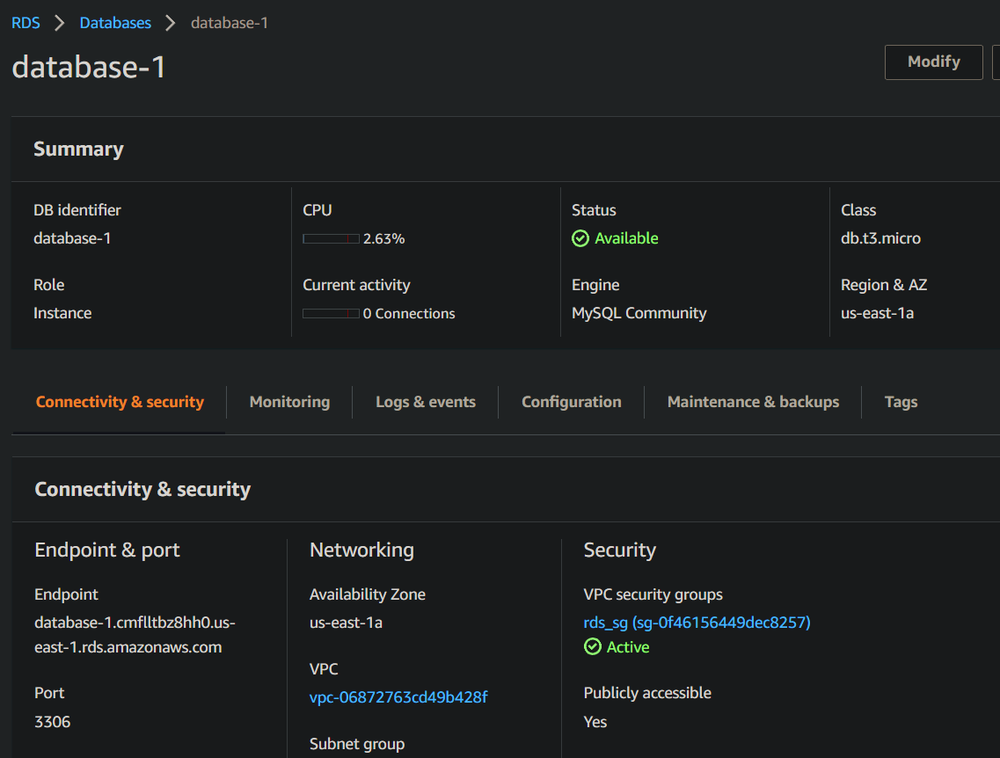 RDS > Databases > database-1
database-1
Modify
Summary
DB identifier
database-1
CPU
2.63%
Status
Available
Class
db.t3.micro
Role
Instance
Current activity
0 Connections
Engine
MySQL Community
Region & AZ
us-east-1a
Connectivity & security
Monitoring
Logs & events
Configuration
Maintenance & backups
Tags
Connectivity & security
Endpoint & port
Endpoint
database-1.cmflltbz8hh0.us-
east-1.rds.amazonaws.com
Port
3306
Networking
Availability Zone
us-east-1a
VPC
vpc-06872763cd49b428f
Subnet group
Security
VPC security groups
rds_sg (sg-0f46156449dec8257)
Active
Publicly accessible
Yes